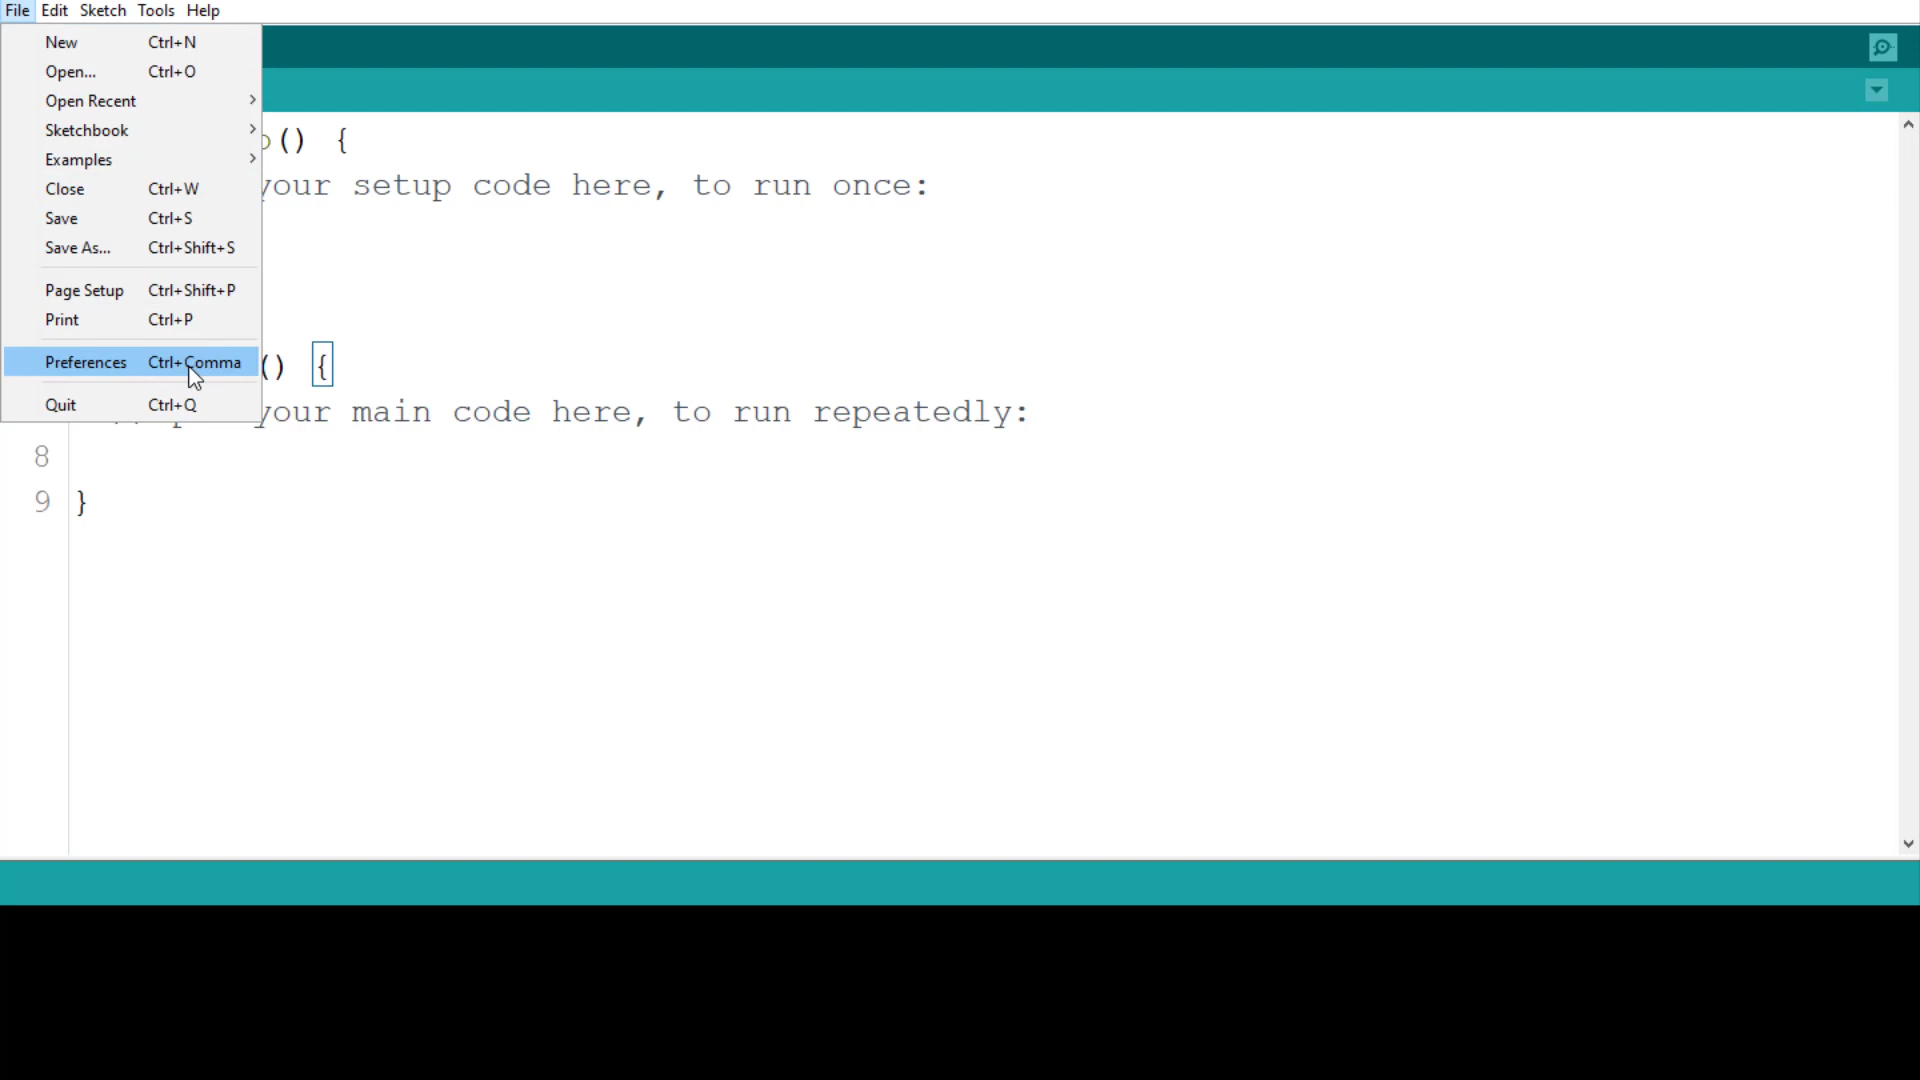 File Edit Sketch Tools Help
New Ctrl+N
Open... Ctrl+O
Open Recent
Sketchbook
Examples
Close Ctrl+W
Save Ctrl+S
Save As... Ctrl+Shift+S
Page Setup Ctrl+Shift+P
Print Ctrl+P
Preferences Ctrl+Comma
Quit Ctrl+Q
() {
your setup code here, to run once:
() {
your main code here, to run repeatedly:
8
9 }